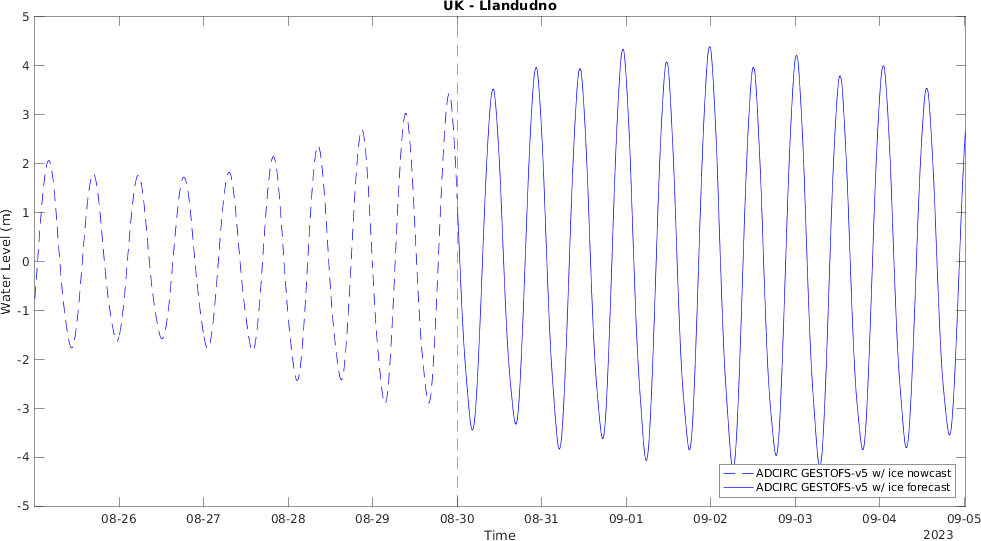 UK - Llandudno
5
4
3
2
1
0
-1
-2
-3
-4
-5
Water Level (m)
ADCIRC GESTOFS-v5 w/ ice nowcast
ADCIRC GESTOFS-v5 w/ ice forecast
08-26 08-27 08-28 08-29 08-30 08-31 09-01 09-02 09-03 09-04 09-05
Time
2023